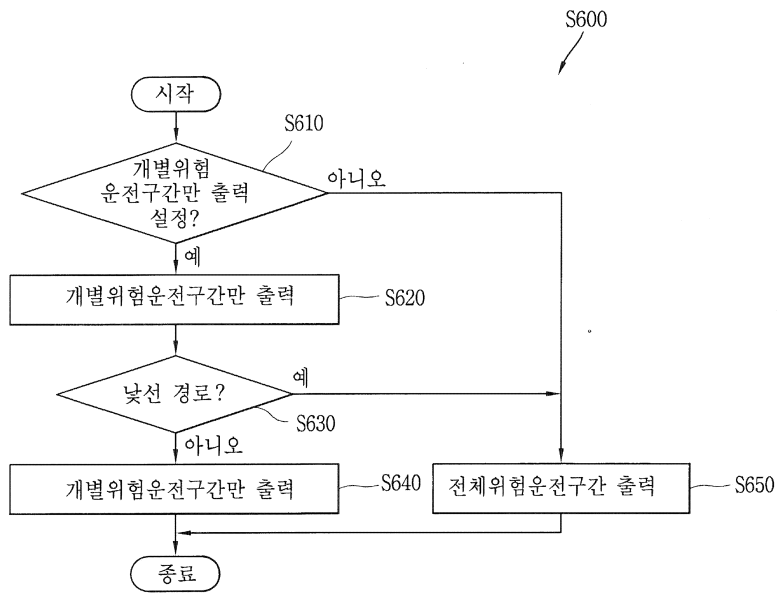 S600
시작
S610
개별위험
운전구간만 출력
설정?
아니오
예
개별위험운전구간만 출력
S620
낯선 경로?
예
S630
아니오
개별위험운전구간만 출력
S640
전체위험운전구간 출력
S650
종료